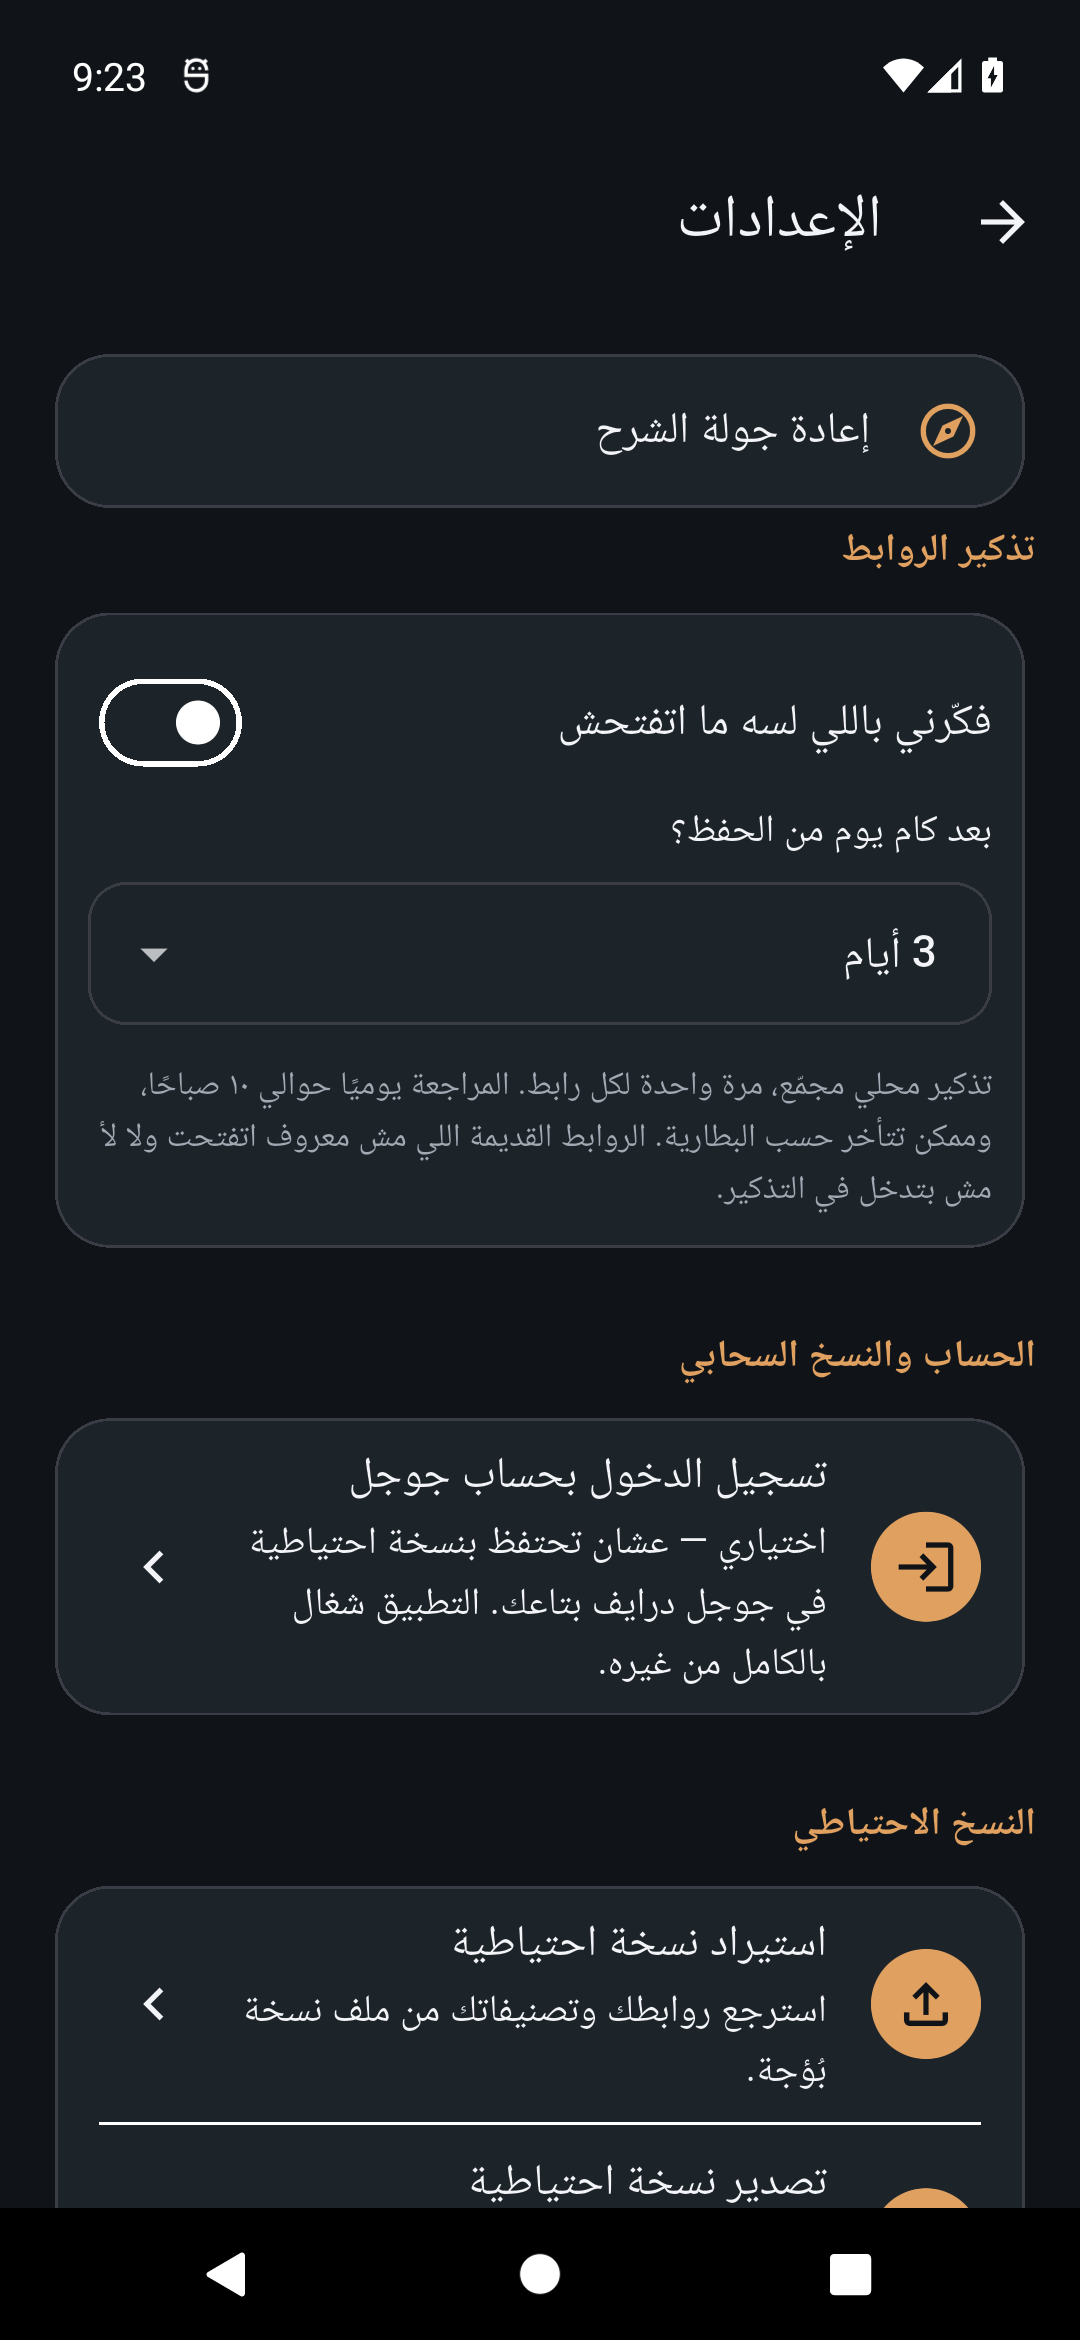 9:23
الإعدادات
إعادة جولة الشرح
تذكير الروابط
فكّرني باللي لسه ما اتفتحش
بعد كام يوم من الحفظ؟
3 أيام
تذكير محلي مجمّع، مرة واحدة لكل رابط. المراجعة يوميًا حوالي ١٠ صباحًا،
وممكن تتأخر حسب البطارية. الروابط القديمة اللي مش معروف اتفتحت ولا لأ
مش بتدخل في التذكير.
الحساب والنسخ السحابي
تسجيل الدخول بحساب جوجل
اختياري — عشان تحتفظ بنسخة احتياطية
في جوجل درايف بتاعك. التطبيق شغال
بالكامل من غيره.
النسخ الاحتياطي
استيراد نسخة احتياطية
استرجع روابطك وتصنيفاتك من ملف نسخة
بُؤجة.
تصدير نسخة احتياطية